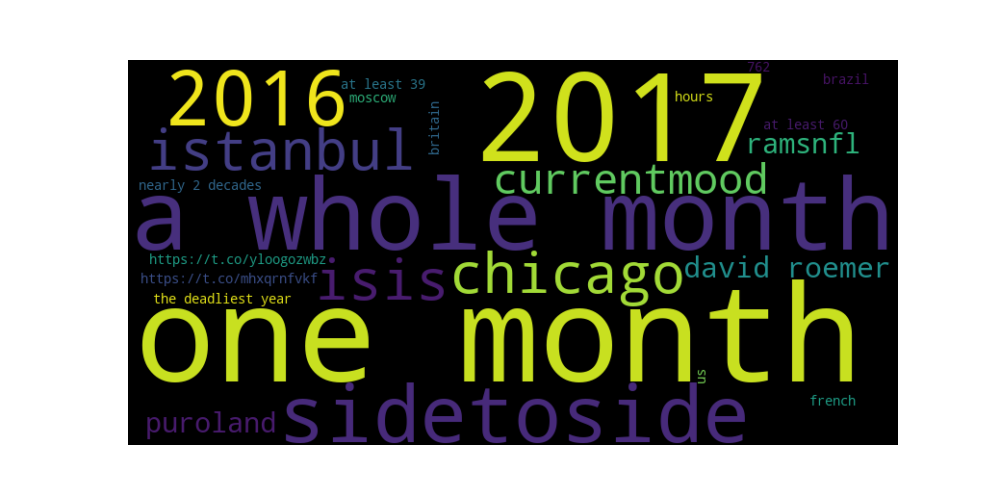 2016
2017
762
brazil
at least 39
moscow
hours
britain
at least 60
istanbul
ramsnfl
nearly 2 decades
currentmood
a whole month
https://t.co/yloogozwbz
https://t.co/mhxqrnfvkf
isis
chicago
david roemer
the deadliest year
one month
us
french
puroland
sidetoside